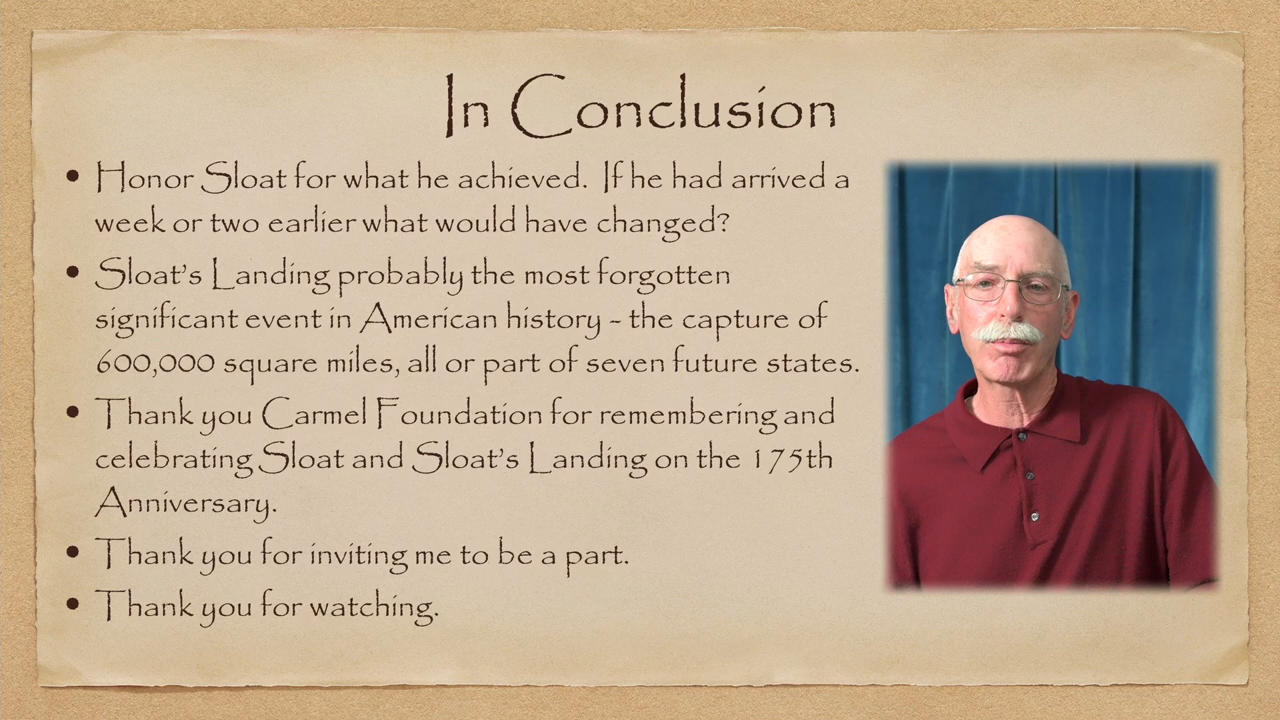 In Conclusion
• Honor Sloat for what he achieved.  If he had arrived a
week or two earlier what would have changed?
• Sloat's Landing probably the most forgotten
significant event in American history - the capture of
600,000 square miles, all or part of seven future states.
• Thank you Carmel Foundation for remembering and
celebrating Sloat and Sloat's Landing on the 175th
Anniversary.
• Thank you for inviting me to be a part.
• Thank you for watching.